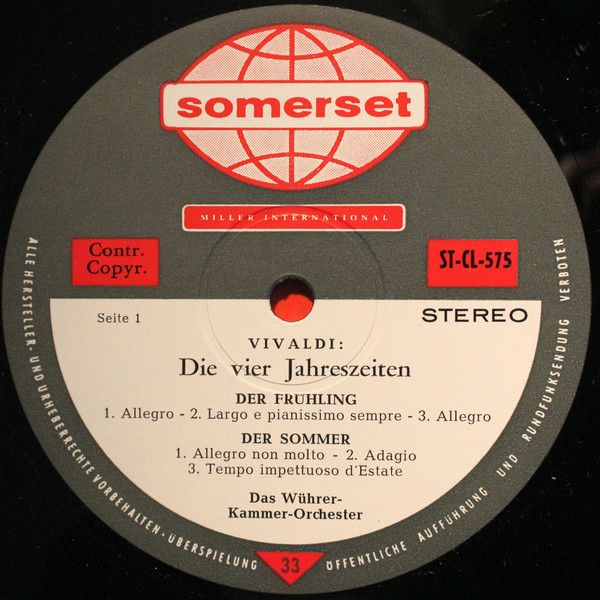 somerset
MILLER INTERNATIONAL
Contr.
Copyr.
ST-CL-575
Seite 1
STEREO
VIVALDI:
Die vier Jahreszeiten
DER FRÜHLING
1. Allegro - 2. Largo e pianissimo sempre - 3. Allegro
DER SOMMER
1. Allegro non molto - 2. Adagio
3. Tempo impettuoso d'Estate
Das Wührer-
Kammer-Orchester
ALLE HERSTELLER- UND URHEBERRECHTE VORBEHALTEN · ÜBERSPIELUNG
33
ÖFFENTLICHE AUFFÜHRUNG UND RUNDFUNKSENDUNG VERBOTEN